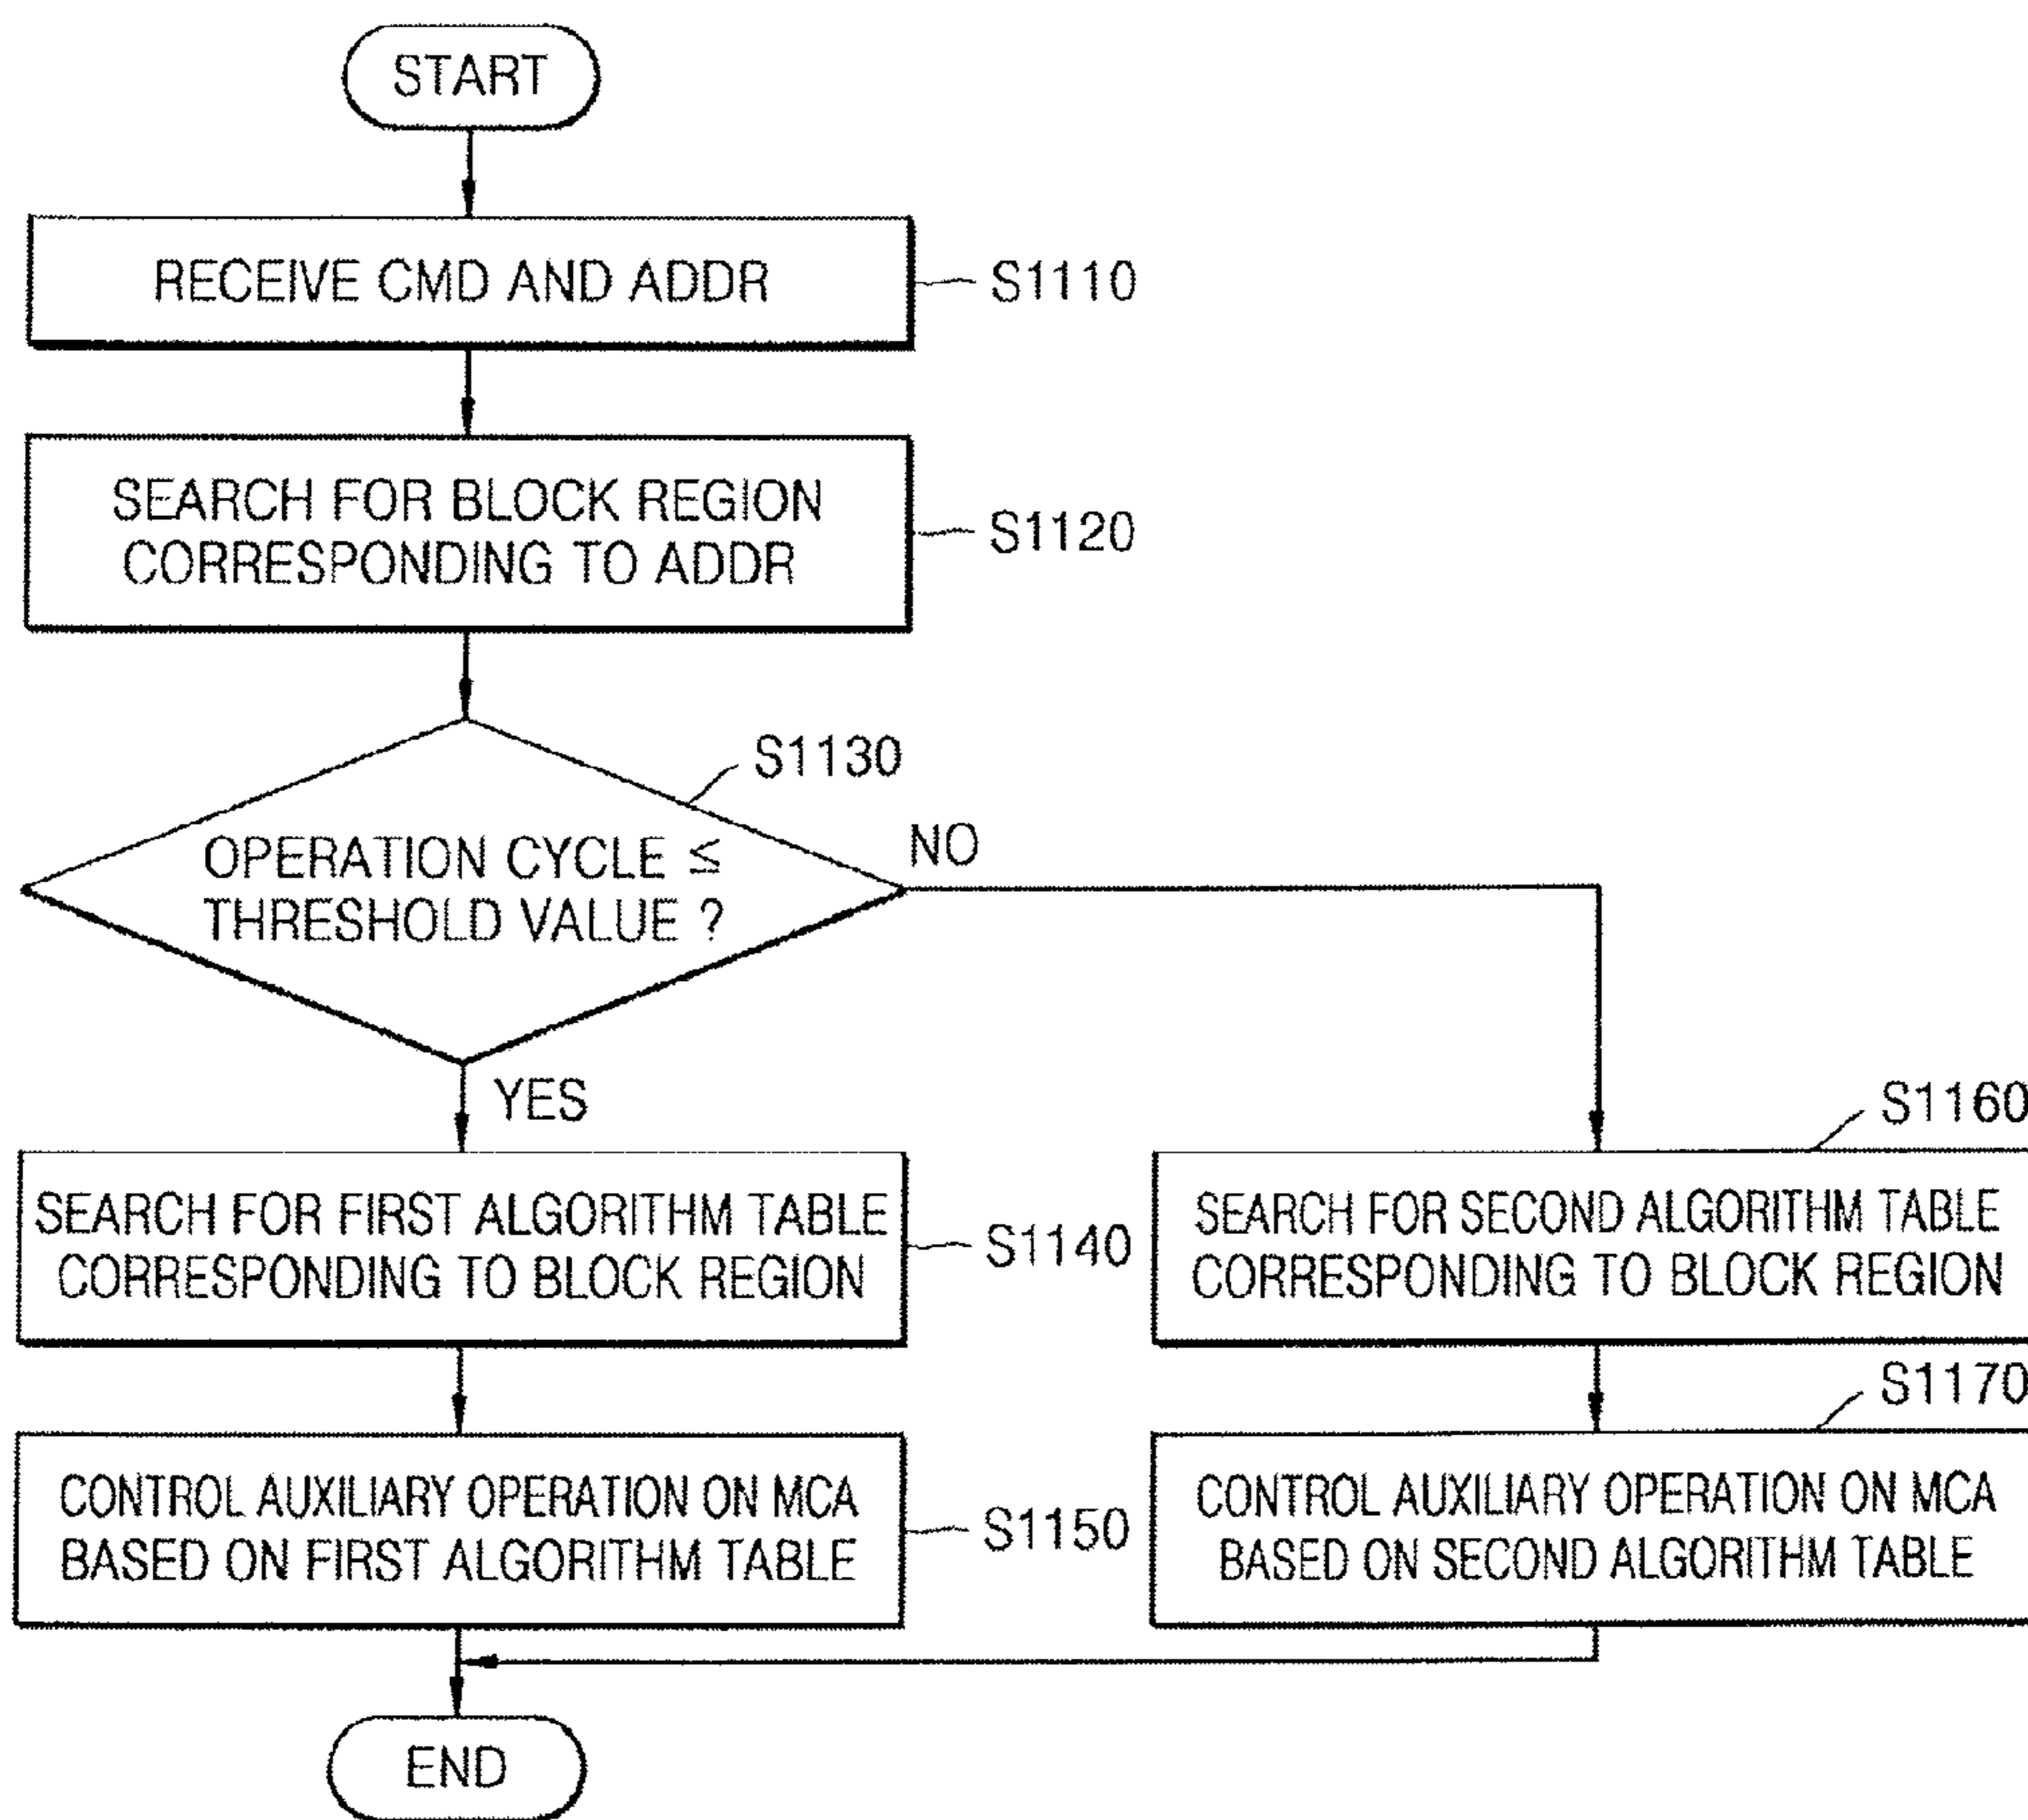 START
RECEIVE CMD AND ADDR
S1110
SEARCH FOR BLOCK REGION
CORRESPONDING TO ADDR
S1120
S1130
OPERATION CYCLE ≦
THRESHOLD VALUE ?
NO
YES
SEARCH FOR FIRST ALGORITHM TABLE
CORRESPONDING TO BLOCK REGION
S1140
S1160
SEARCH FOR SECOND ALGORITHM TABLE
CORRESPONDING TO BLOCK REGION
CONTROL AUXILIARY OPERATION ON MCA
BASED ON FIRST ALGORITHM TABLE
S1150
S1170
CONTROL AUXILIARY OPERATION ON MCA
BASED ON SECOND ALGORITHM TABLE
END